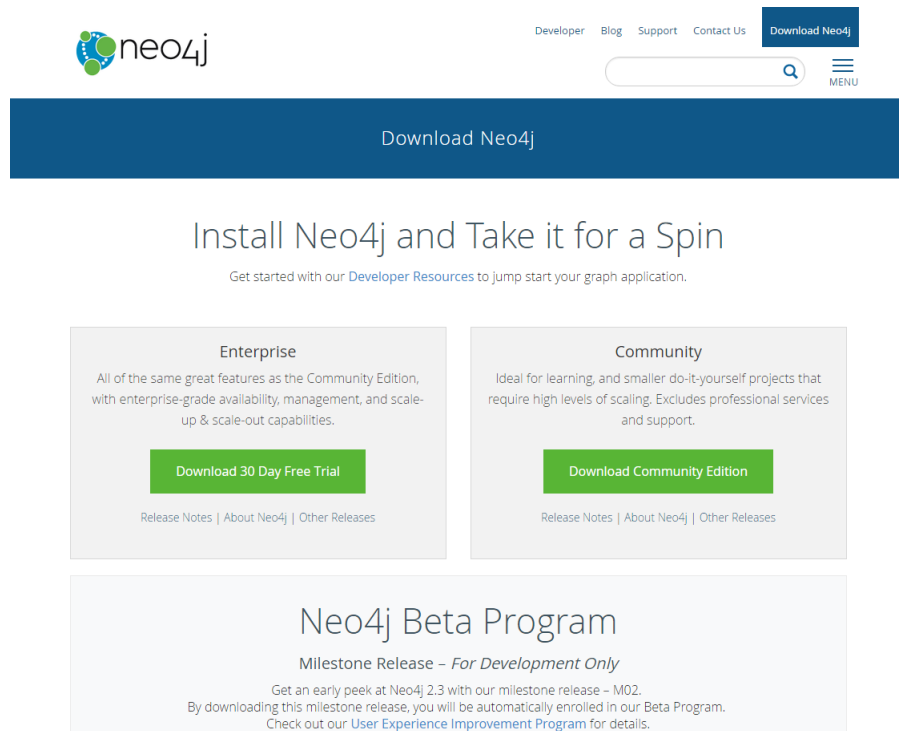 neo4j
Developer Blog Support Contact Us Download Neo4j
MENU
Download Neo4j
Install Neo4j and Take it for a Spin
Get started with our Developer Resources to jump start your graph application.
Enterprise
All of the same great features as the Community Edition,
with enterprise-grade availability, management, and scale-
up & scale-out capabilities.
Download 30 Day Free Trial
Release Notes | About Neo4j | Other Releases
Community
Ideal for learning, and smaller do-it-yourself projects that
require high levels of scaling. Excludes professional services
and support.
Download Community Edition
Release Notes | About Neo4j | Other Releases
Neo4j Beta Program
Milestone Release – For Development Only
Get an early peek at Neo4j 2.3 with our milestone release – M02.
By downloading this milestone release, you will be automatically enrolled in our Beta Program.
Check out our User Experience Improvement Program for details.